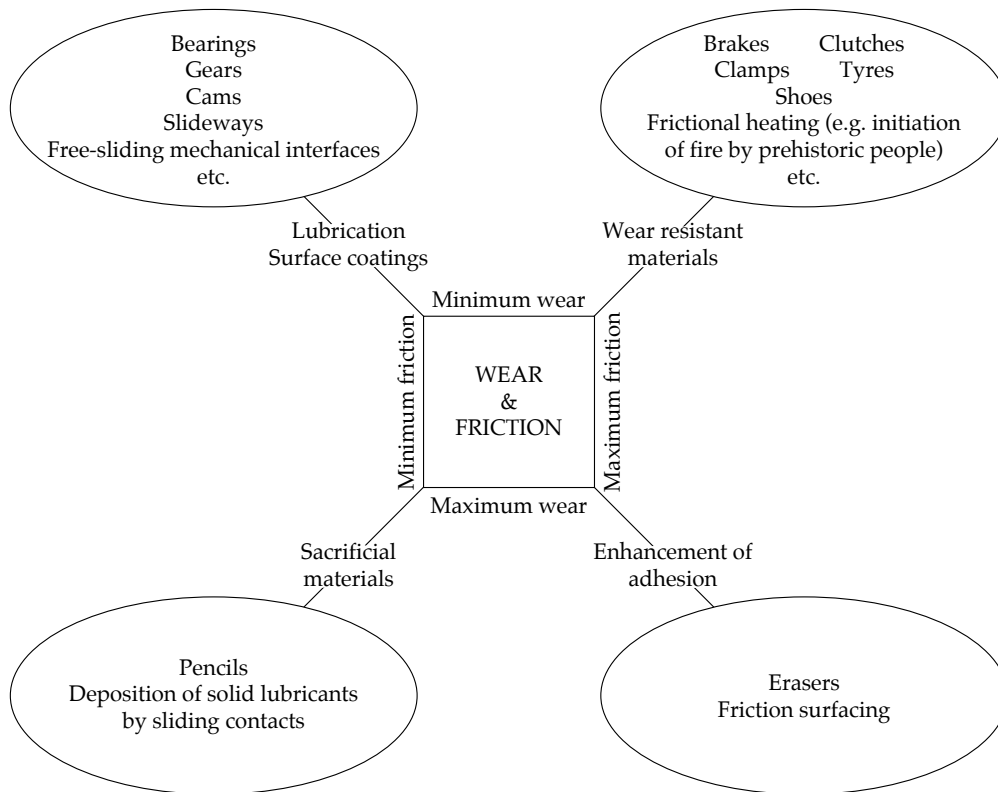 Bearings
Gears
Cams
Slideways
Free-sliding mechanical interfaces
etc.
Brakes Clutches
Clamps Tyres
Shoes
Frictional heating (e.g. initiation
of fire by prehistoric people)
etc.
Lubrication
Surface coatings
Wear resistant
materials
Minimum wear
Minimum friction
WEAR
&
FRICTION
Maximum friction
Maximum wear
Sacrificial
materials
Enhancement of
adhesion
Pencils
Deposition of solid lubricants
by sliding contacts
Erasers
Friction surfacing